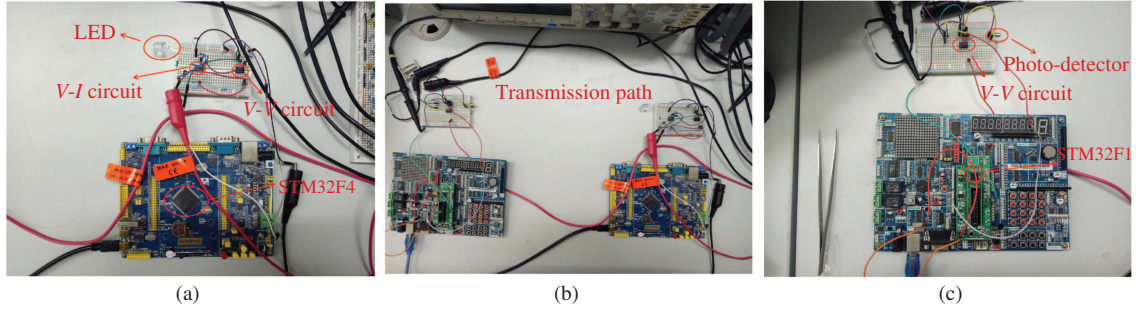 LED
V-I circuit
V-V circuit
STM32F4
(a)
Transmission path
(b)
Photo-detector
V-V
circuit
STM32F1
(c)